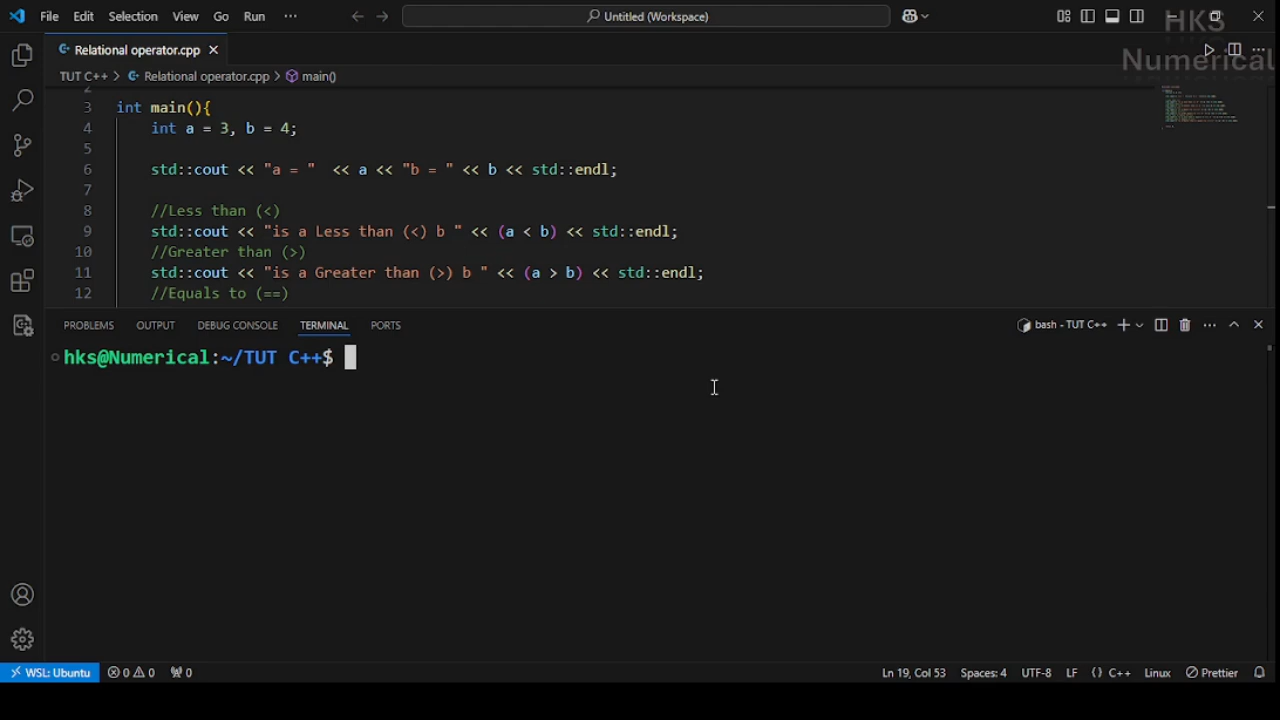 File Edit Selection View Go Run ··· Untitled (Workspace)
HKS
Numerical
Relational operator.cpp
TUT C++ > Relational operator.cpp > main()
2
3 int main(){
4 int a = 3, b = 4;
5
6 std::cout << "a = "  << a << "b = " << b << std::endl;
7
8 //Less than (<)
9 std::cout << "is a Less than (<) b " << (a < b) << std::endl;
10 //Greater than (>)
11 std::cout << "is a Greater than (>) b " << (a > b) << std::endl;
12 //Equals to (==)
PROBLEMS OUTPUT DEBUG CONSOLE TERMINAL PORTS bash - TUT C++
hks@Numerical:~/TUT C++$
WSL: Ubuntu 0 0 0 Ln 19, Col 53 Spaces: 4 UTF-8 LF {} C++ Linux Prettier